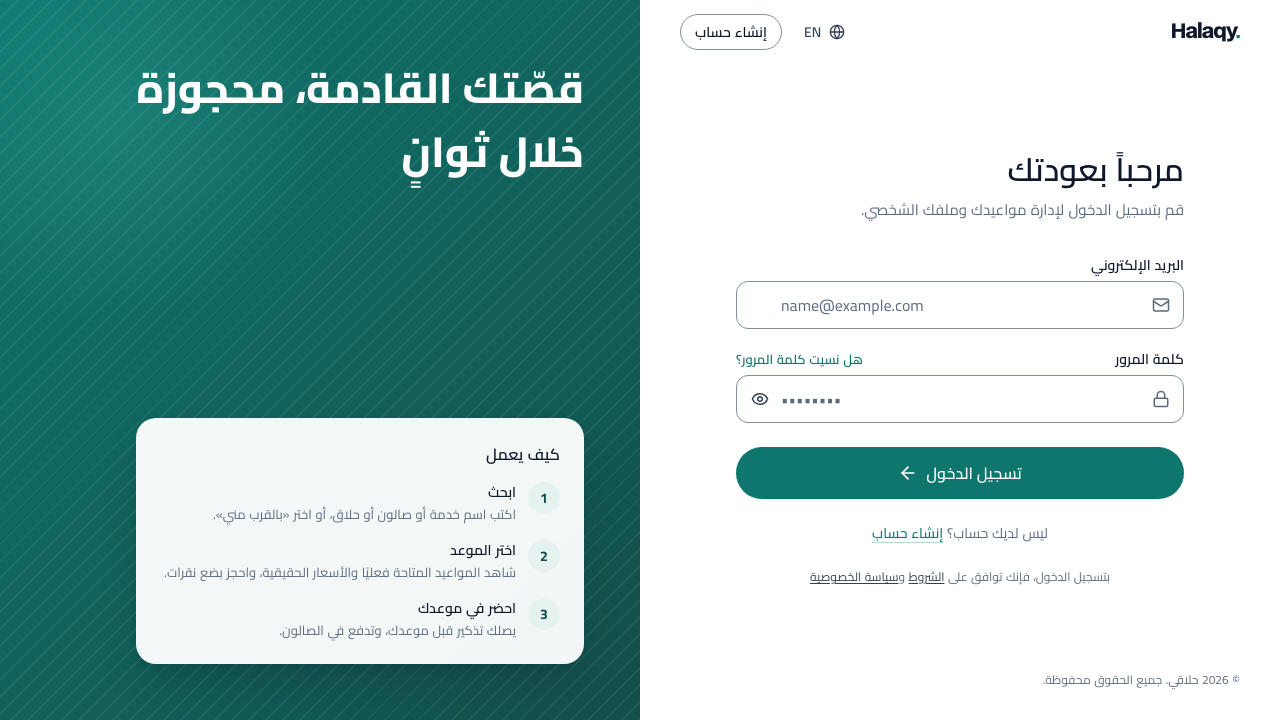 Halaqy.
EN
إنشاء حساب
مرحباً بعودتك
قم بتسجيل الدخول لإدارة مواعيدك وملفك الشخصي.
البريد الإلكتروني
name@example.com
كلمة المرور
هل نسيت كلمة المرور؟
تسجيل الدخول
ليس لديك حساب؟ إنشاء حساب
بتسجيل الدخول، فإنك توافق على الشروط وسياسة الخصوصية
© 2026 حلاقي. جميع الحقوق محفوظة.
قصّتك القادمة، محجوزة
خلال ثوانٍ
كيف يعمل
1
ابحث
اكتب اسم خدمة أو صالون أو حلاق، أو اختر «بالقرب مني».
2
اختر الموعد
شاهد المواعيد المتاحة فعليًا والأسعار الحقيقية، واحجز بضع نقرات.
3
احضر في موعدك
يصلك تذكير قبل موعدك، وتدفع في الصالون.